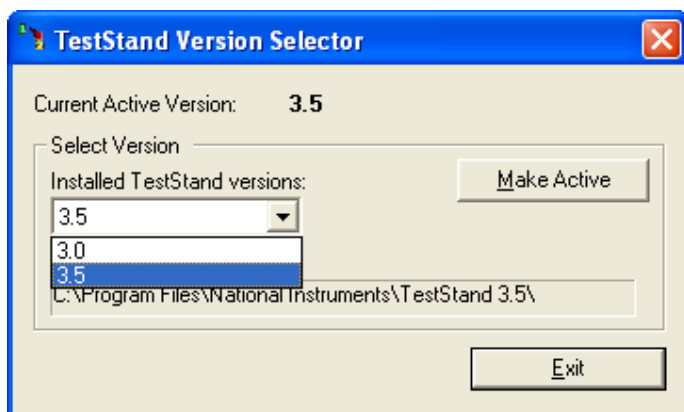 TestStand Version Selector
Current Active Version: 3.5
Select Version
Installed TestStand versions:
Make Active
3.5
3.0
3.5
C:\Program Files\National Instruments\TestStand 3.5\
Exit